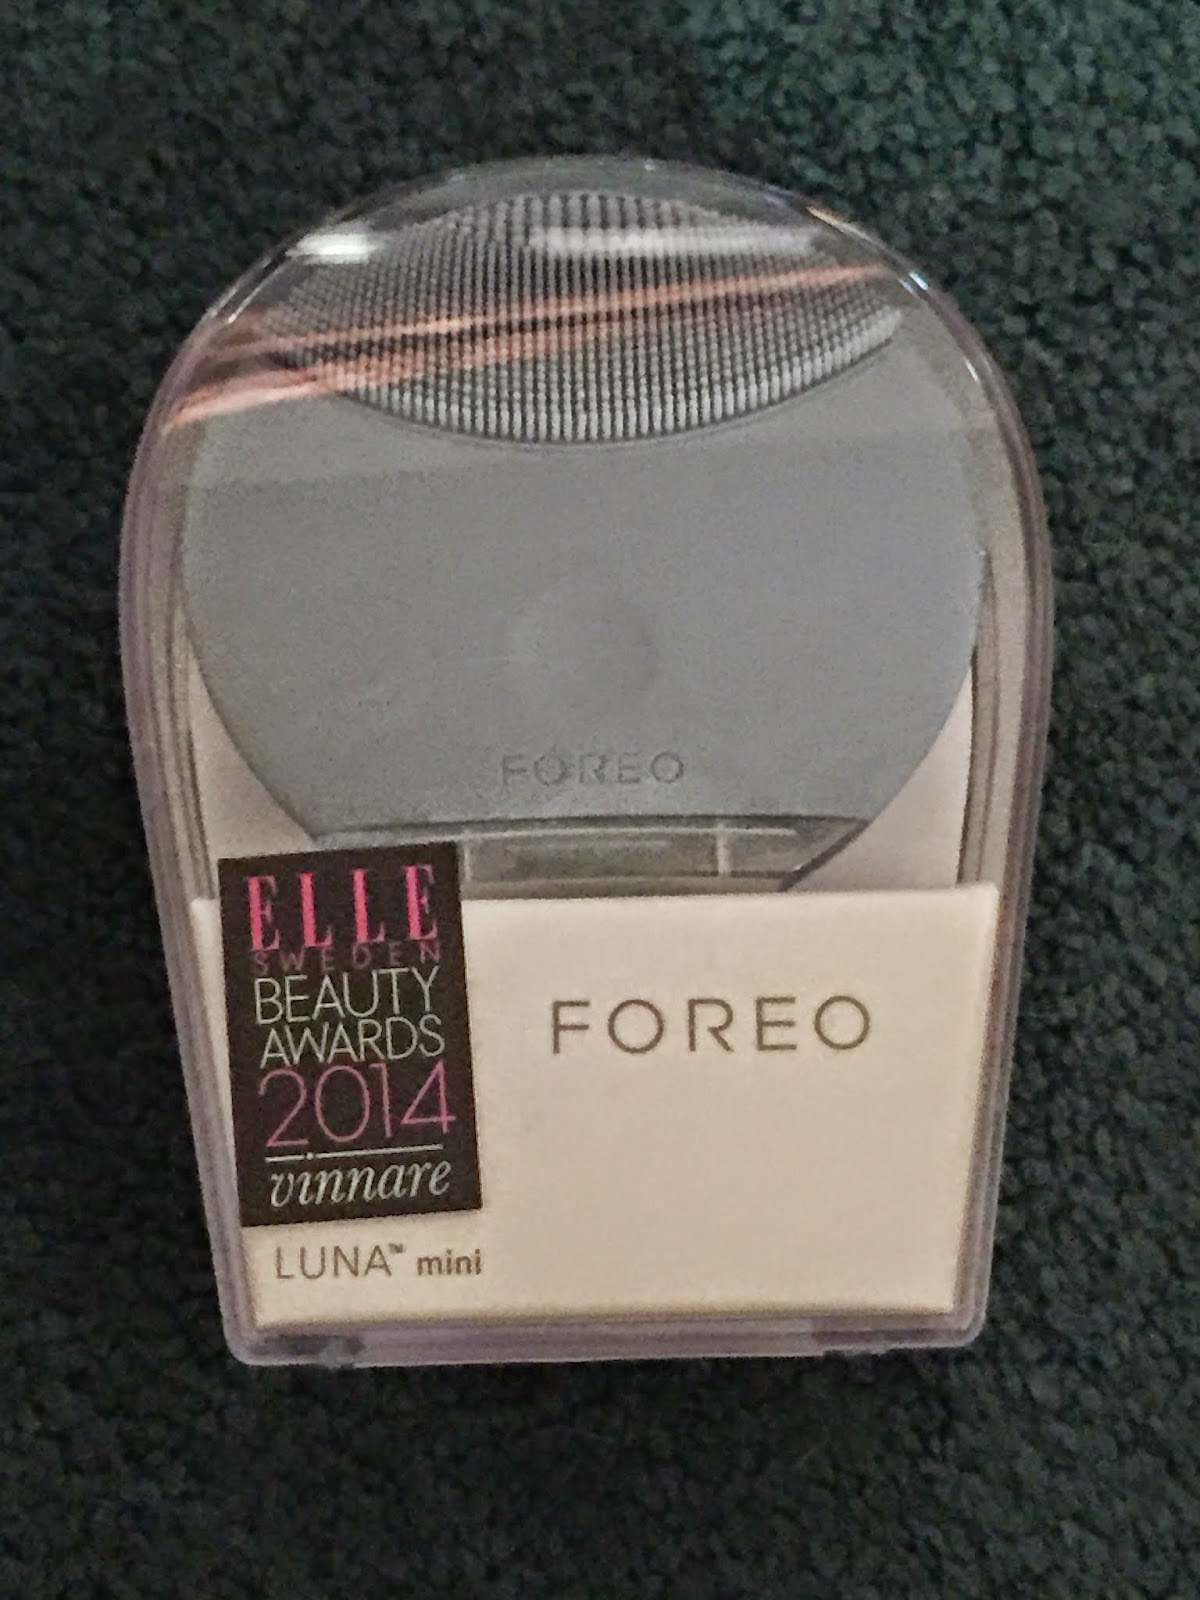 FOREO
ELLE
SWEDEN
BEAUTY
AWARDS
2014
vinnare
FOREO
LUNA™ mini